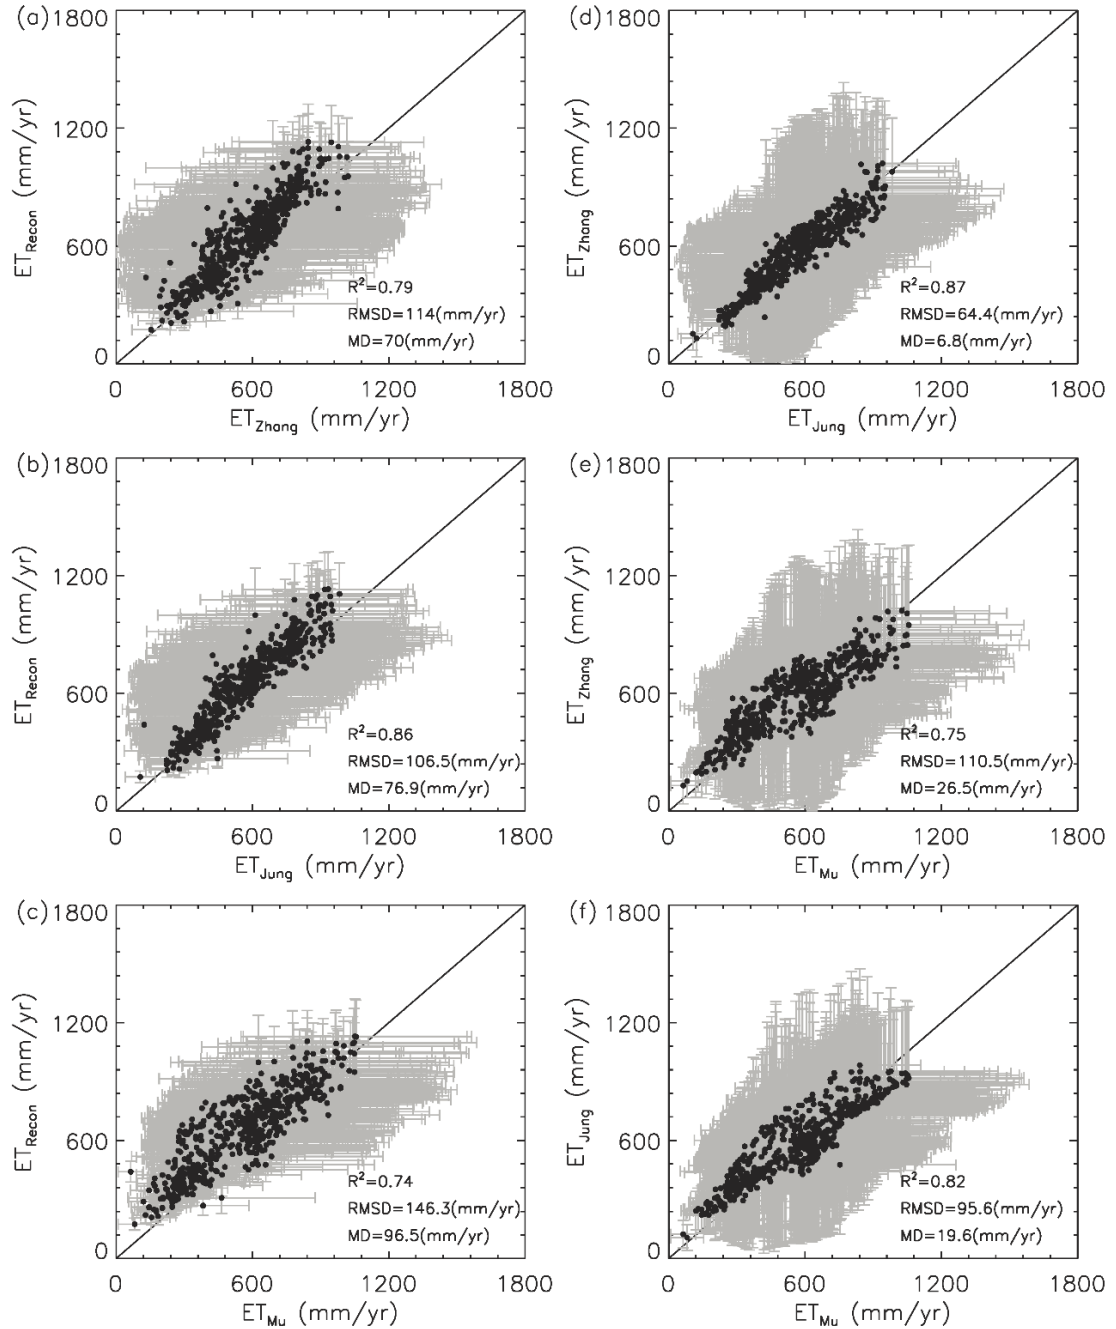 (a)
1800
1200
600
0
ET_Recon (mm/yr)
R²=0.79
RMSD=114(mm/yr)
MD=70(mm/yr)
0 600 1200 1800
ET_Zhang (mm/yr)
(d)
1800
1200
600
0
ET_Zhang (mm/yr)
R²=0.87
RMSD=64.4(mm/yr)
MD=6.8(mm/yr)
0 600 1200 1800
ET_Jung (mm/yr)
(b)
1800
1200
600
0
ET_Recon (mm/yr)
R²=0.86
RMSD=106.5(mm/yr)
MD=76.9(mm/yr)
0 600 1200 1800
ET_Jung (mm/yr)
(e)
1800
1200
600
0
ET_Zhang (mm/yr)
R²=0.75
RMSD=110.5(mm/yr)
MD=26.5(mm/yr)
0 600 1200 1800
ET_Mu (mm/yr)
(c)
1800
1200
600
0
ET_Recon (mm/yr)
R²=0.74
RMSD=146.3(mm/yr)
MD=96.5(mm/yr)
0 600 1200 1800
ET_Mu (mm/yr)
(f)
1800
1200
600
0
ET_Jung (mm/yr)
R²=0.82
RMSD=95.6(mm/yr)
MD=19.6(mm/yr)
0 600 1200 1800
ET_Mu (mm/yr)